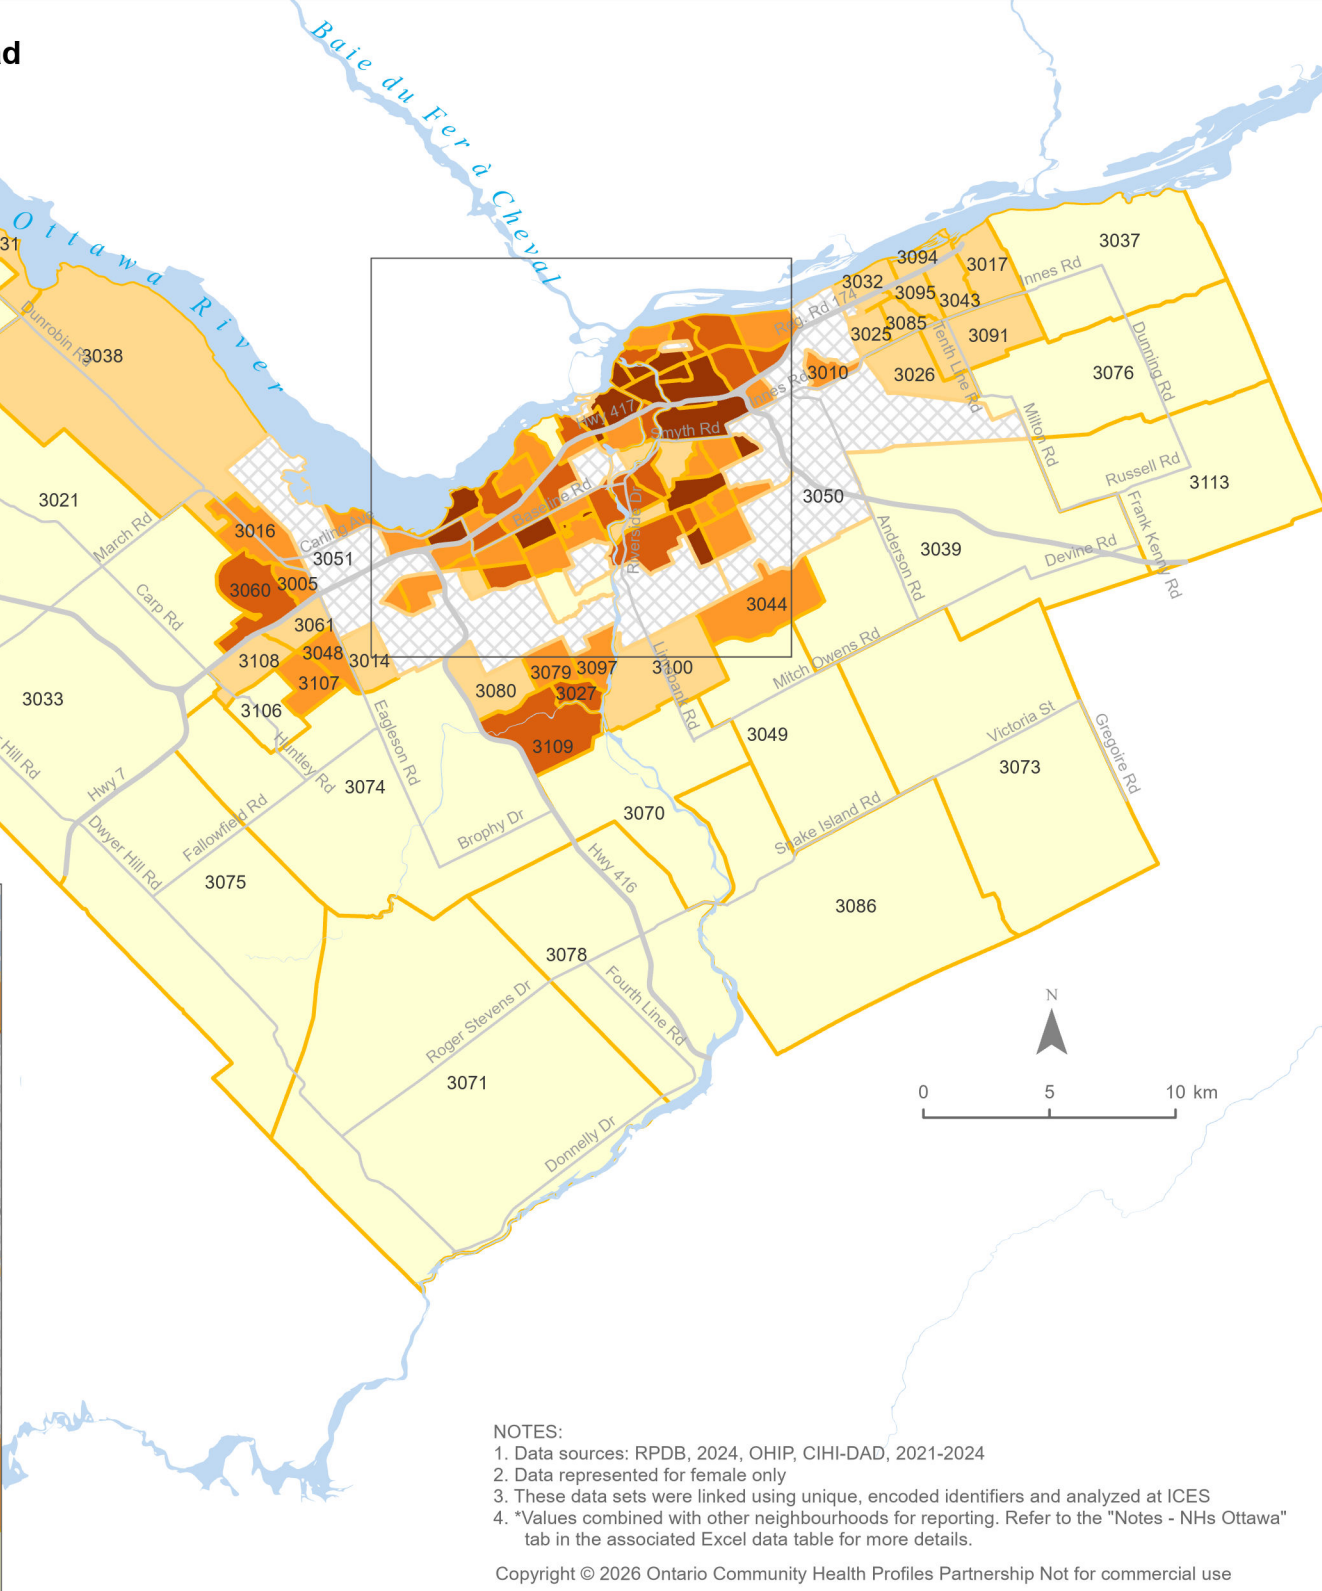 ad
Baie du Fer à Cheval
Ottawa River
31
3037
3094
3017
3032
Innes Rd
3095
3043
Reg. Rd 174
3085
3025
3091
Tenth Line Rd
Dunning Rd
Dunrobin Rd
3038
3010
3026
3076
Innes Rd
Hwy 417
Smyth Rd
Milton Rd
Russell Rd
3113
3021
March Rd
3016
Carling Ave
3051
Baseline Rd
Riverside Dr
3050
Anderson Rd
3039
Devine Rd
Frank Kenny Rd
3060
3005
Carp Rd
3061
3044
3048
3108
3014
3107
3079
3097
3100
Limebank Rd
Mitch Owens Rd
3080
3027
3033
3106
Huntley Rd
Eagleson Rd
3109
3049
Victoria St
Gregoire Rd
3073
Hill Rd
Hwy 7
3074
3070
Brophy Dr
Snake Island Rd
Fallowfield Rd
Dwyer Hill Rd
Hwy 416
3075
3086
3078
Fourth Line Rd
Roger Stevens Dr
3071
Donnelly Dr
N
0 5 10 km
NOTES:
1. Data sources: RPDB, 2024, OHIP, CIHI-DAD, 2021-2024
2. Data represented for female only
3. These data sets were linked using unique, encoded identifiers and analyzed at ICES
4. *Values combined with other neighbourhoods for reporting. Refer to the "Notes - NHs Ottawa"
tab in the associated Excel data table for more details.
Copyright © 2026 Ontario Community Health Profiles Partnership Not for commercial use